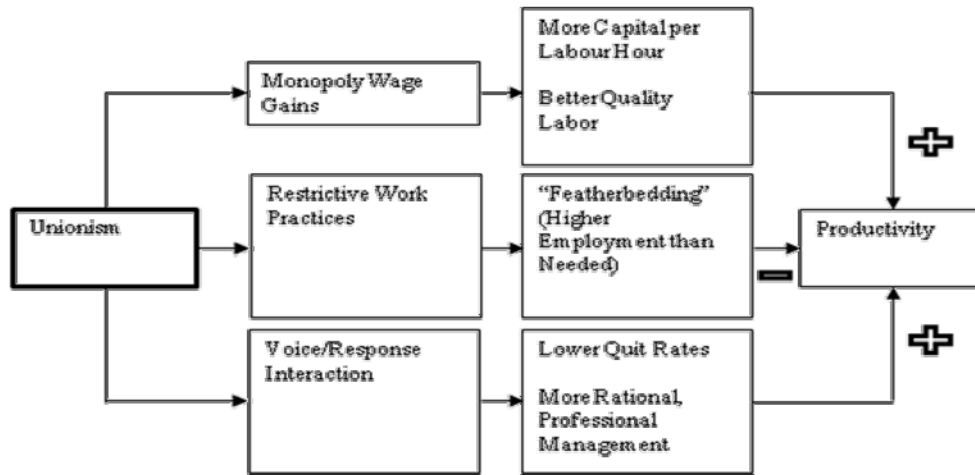 More Capital per
Labour Hour
Better Quality
Labor
Monopoly Wage
Gains
Restrictive Work
Practices
“Featherbedding”
(Higher
Employment than
Needed)
Unionism
Productivity
Voice/Response
Interaction
Lower Quit Rates
More Rational,
Professional
Management